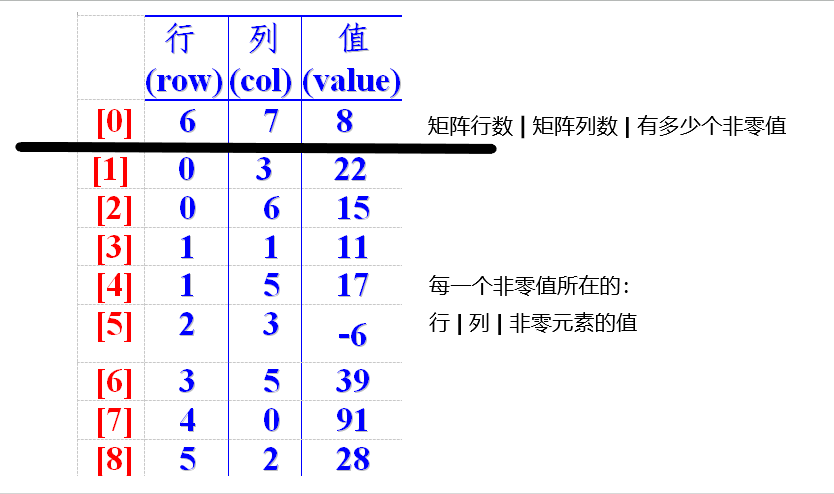 行 列 值
(row) (col) (value)
[0] 6 7 8 矩阵行数 | 矩阵列数 | 有多少个非零值
[1] 0 3 22
[2] 0 6 15
[3] 1 1 11
[4] 1 5 17 每一个非零值所在的:
[5] 2 3 -6 行 | 列 | 非零元素的值
[6] 3 5 39
[7] 4 0 91
[8] 5 2 28